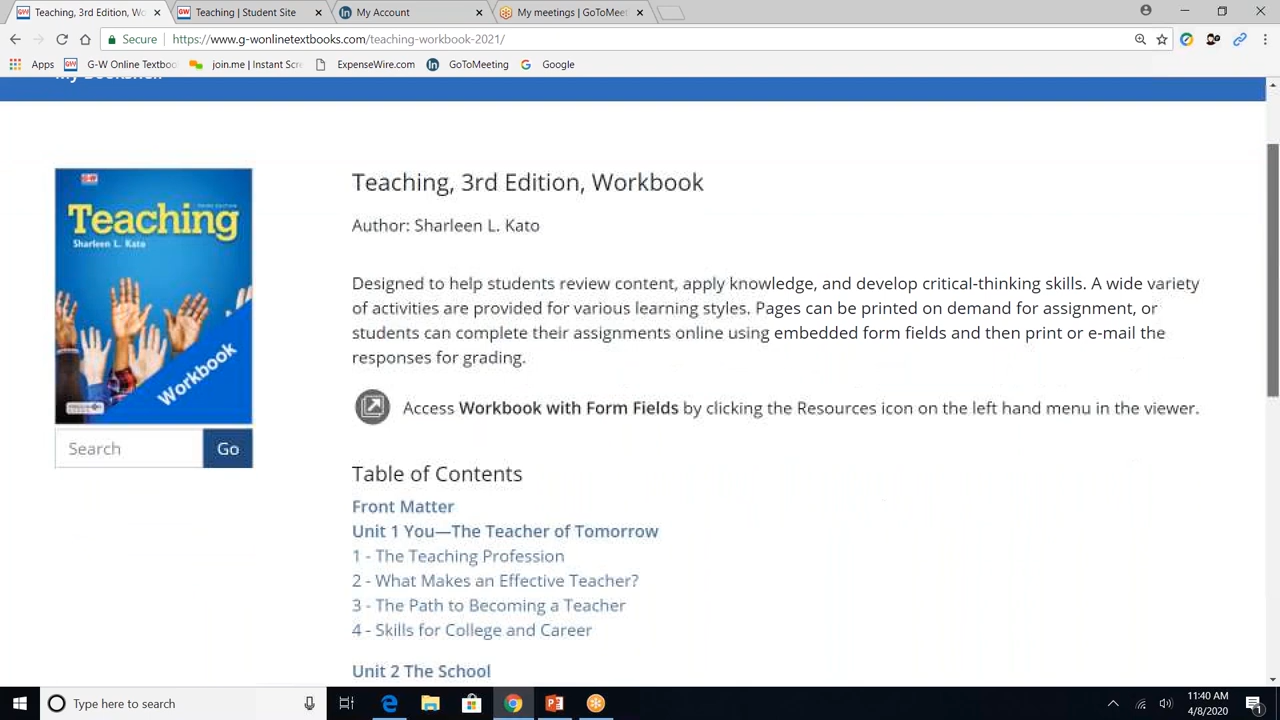 Teaching, 3rd Edition, Wo
Teaching | Student Site
My Account
My meetings | GoToMeet
Secure
https://www.g-wonlinetextbooks.com/teaching-workbook-2021/
Apps
G-W Online Textboo
join.me | Instant Scre
ExpenseWire.com
GoToMeeting
Google
My Bookshelf
G-W
THIRD EDITION
Teaching
Sharleen L. Kato
Workbook
Search
Go
Teaching, 3rd Edition, Workbook
Author: Sharleen L. Kato
Designed to help students review content, apply knowledge, and develop critical-thinking skills. A wide variety
of activities are provided for various learning styles. Pages can be printed on demand for assignment, or
students can complete their assignments online using embedded form fields and then print or e-mail the
responses for grading.
Access Workbook with Form Fields by clicking the Resources icon on the left hand menu in the viewer.
Table of Contents
Front Matter
Unit 1 You—The Teacher of Tomorrow
1 - The Teaching Profession
2 - What Makes an Effective Teacher?
3 - The Path to Becoming a Teacher
4 - Skills for College and Career
Unit 2 The School
Type here to search
11:40 AM
4/8/2020